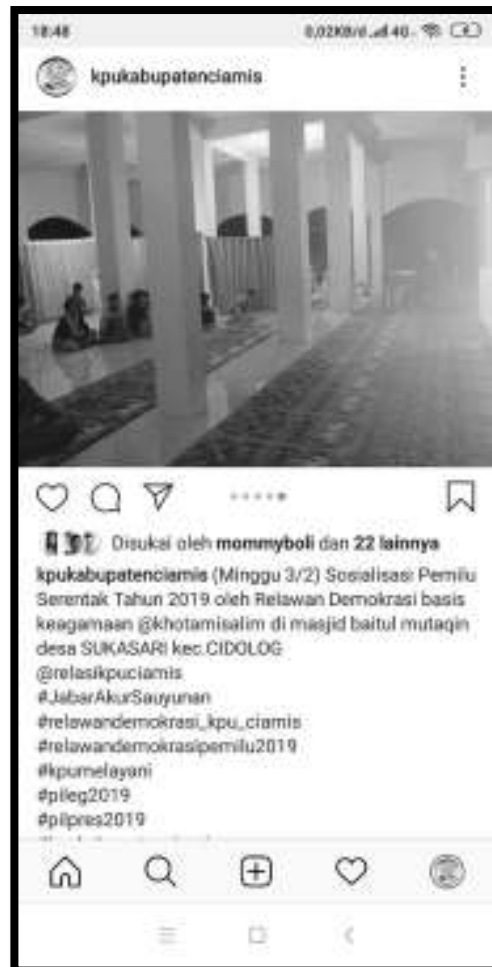 18:48 0,02KB/d 4G
kpukabupatenciamis
Disukai oleh mommyboli dan 22 lainnya
kpukabupatenciamis (Minggu 3/2) Sosialisasi Pemilu
Serentak Tahun 2019 oleh Relawan Demokrasi basis
keagamaan @khotamisalim di masjid baitul mutaqin
desa SUKASARI kec.CIDOLOG
@relasikpuciamis
#JabarAkurSauyunan
#relawandemokrasi_kpu_ciamis
#relawandemokrasipemilu2019
#kpumelayani
#pileg2019
#pilpres2019